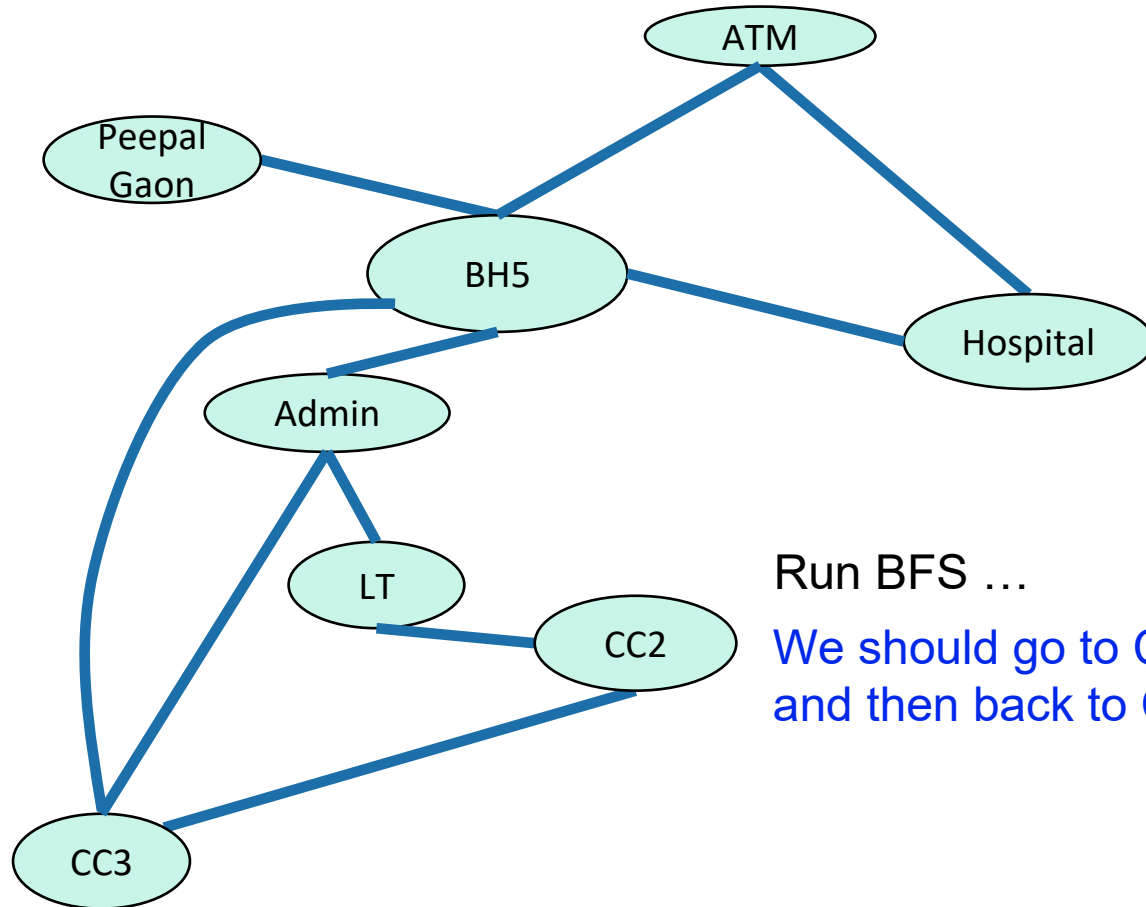 ATM
Peepal
Gaon
BH5
Hospital
Admin
LT
CC2
CC3
Run BFS …
We should go to
and then back to